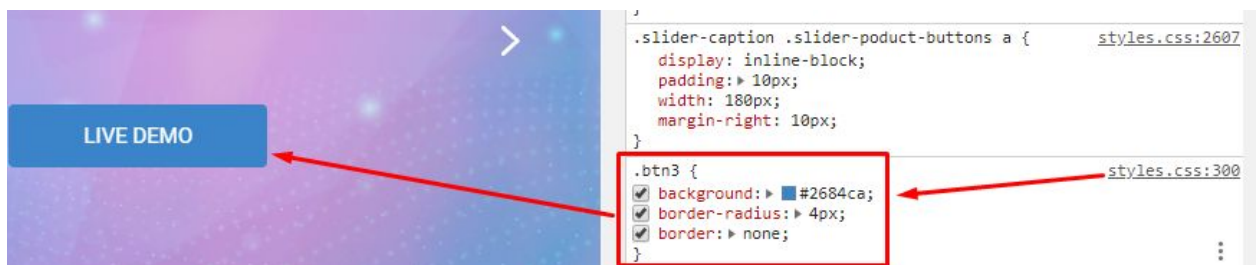 LIVE DEMO
}
.slider-caption .slider-poduct-buttons a { styles.css:2607
display: inline-block;
padding: 10px;
width: 180px;
margin-right: 10px;
}
.btn3 { styles.css:300
background: #2684ca;
border-radius: 4px;
border: none;
}